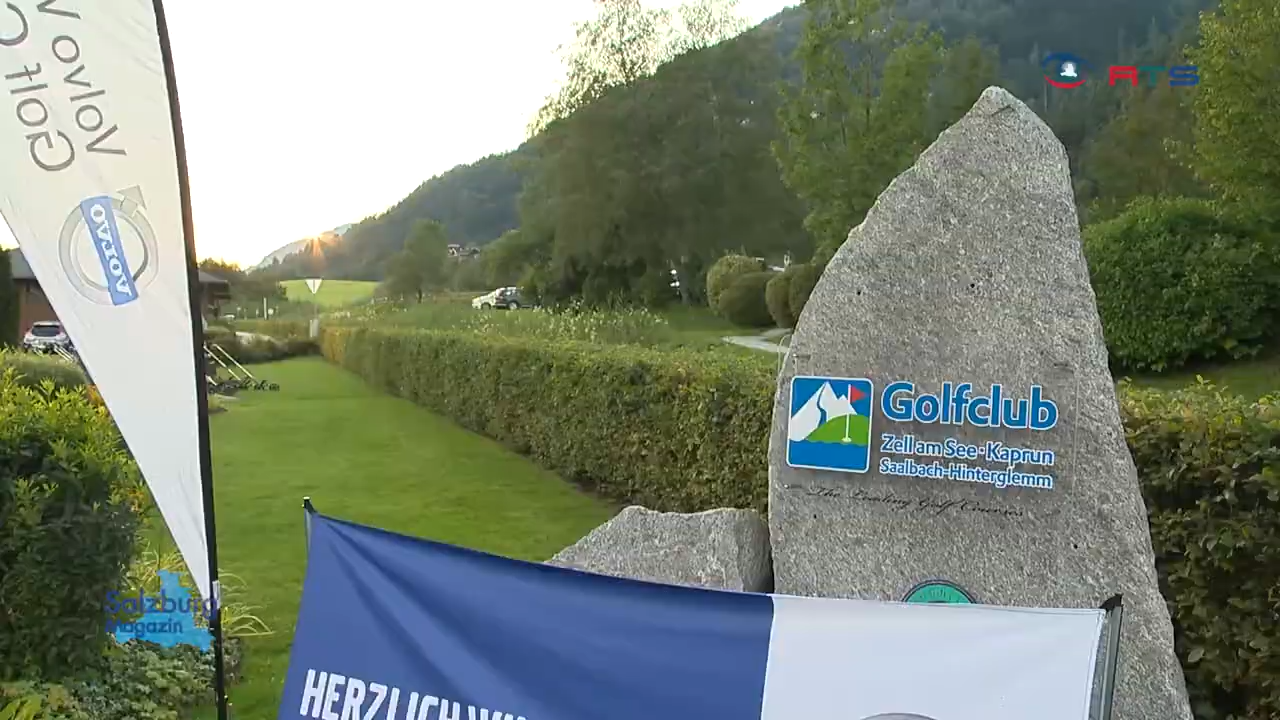 Volvo
Golf C
VOLVO
RTS
Golfclub
Zell am See·Kaprun
Saalbach-Hinterglemm
The Leading Golf Courses
Salzburg
Magazin
HERZLICH